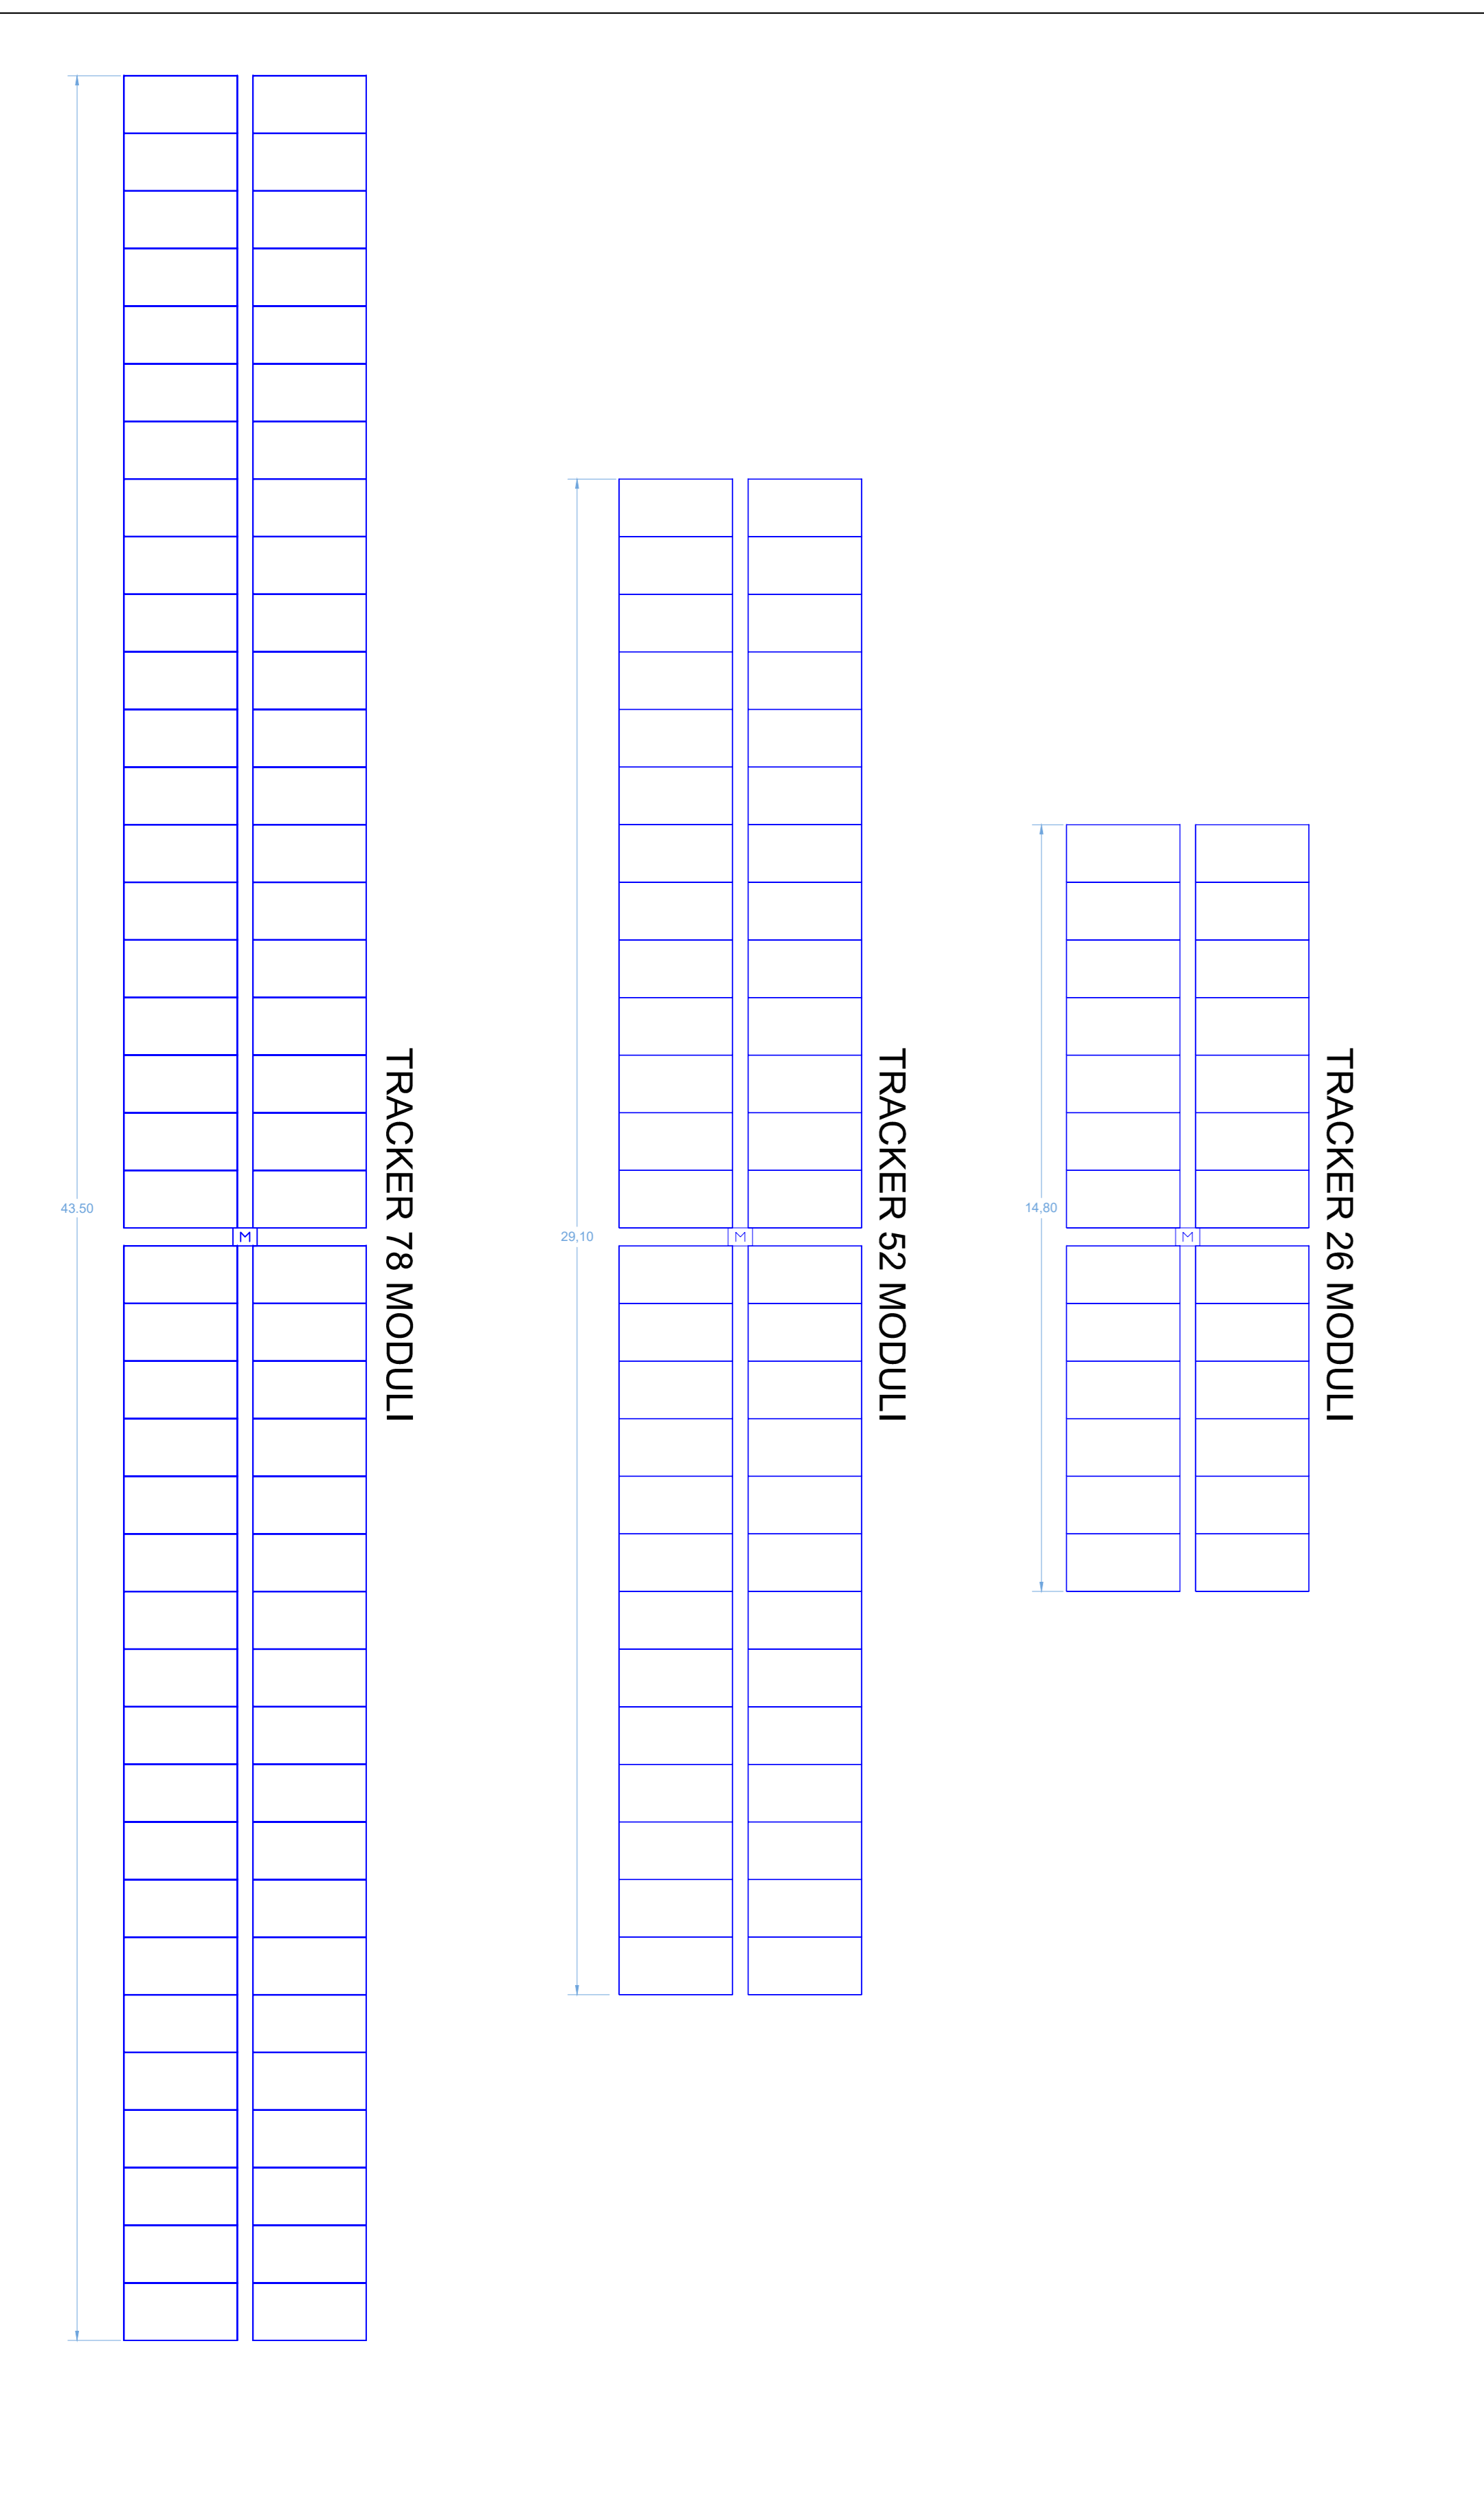 43.50
M
TRACKER 78 MODULI
29,10
M
TRACKER 52 MODULI
14,80
M
TRACKER 26 MODULI